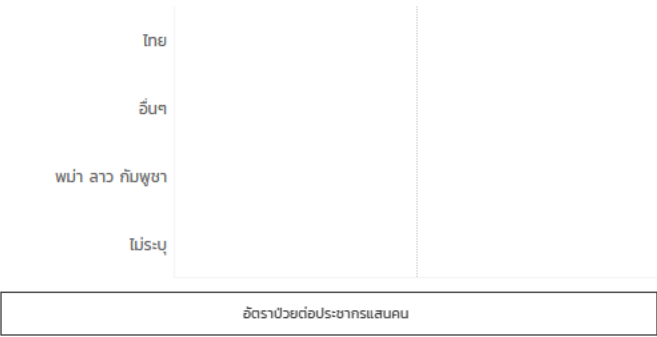 ไทย
อื่นๆ
พม่า ลาว กัมพูชา
ไม่ระบุ
อัตราป่วยต่อประชากรแสนคน